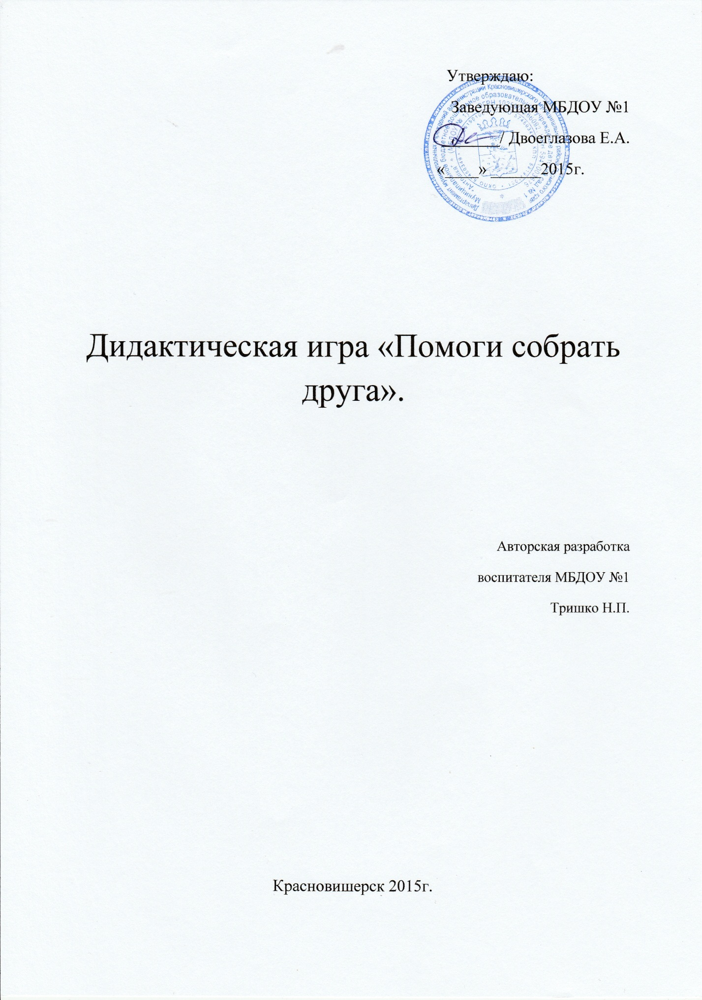 Утверждаю:
Заведующая МБДОУ №1
_______/ Двоеглазова Е.А.
«____» ______2015г.
Дидактическая игра «Помоги собрать
друга».
Авторская разработка
воспитателя МБДОУ №1
Тришко Н.П.
Красновишерск 2015г.